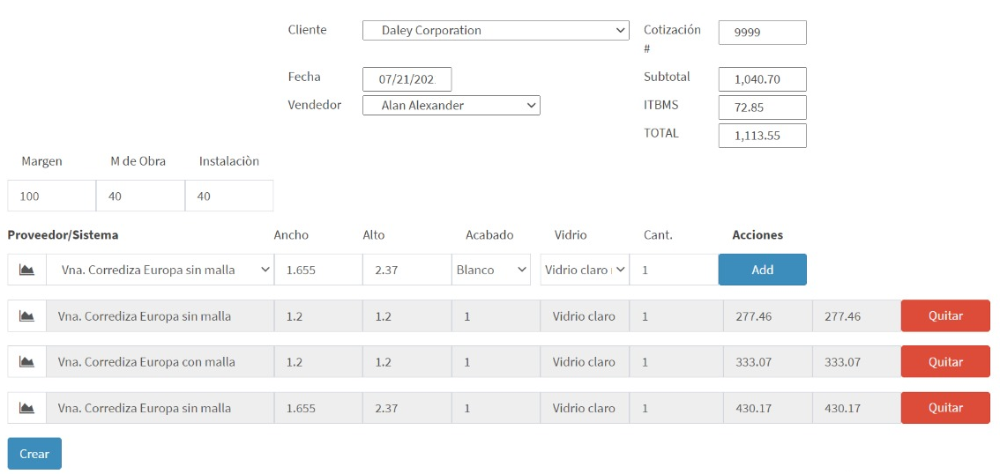 Cliente Daley Corporation Cotización 9999
#
Fecha 07/21/202. Subtotal 1,040.70
Vendedor Alan Alexander ITBMS 72.85
TOTAL 1,113.55
Margen M de Obra Instalaciòn
100 40 40
Proveedor/Sistema Ancho Alto Acabado Vidrio Cant. Acciones
Vna. Corrediza Europa sin malla 1.655 2.37 Blanco Vidrio claro 1 Add
Vna. Corrediza Europa sin malla 1.2 1.2 1 Vidrio claro 1 277.46 277.46 Quitar
Vna. Corrediza Europa con malla 1.2 1.2 1 Vidrio claro 1 333.07 333.07 Quitar
Vna. Corrediza Europa sin malla 1.655 2.37 1 Vidrio claro 1 430.17 430.17 Quitar
Crear